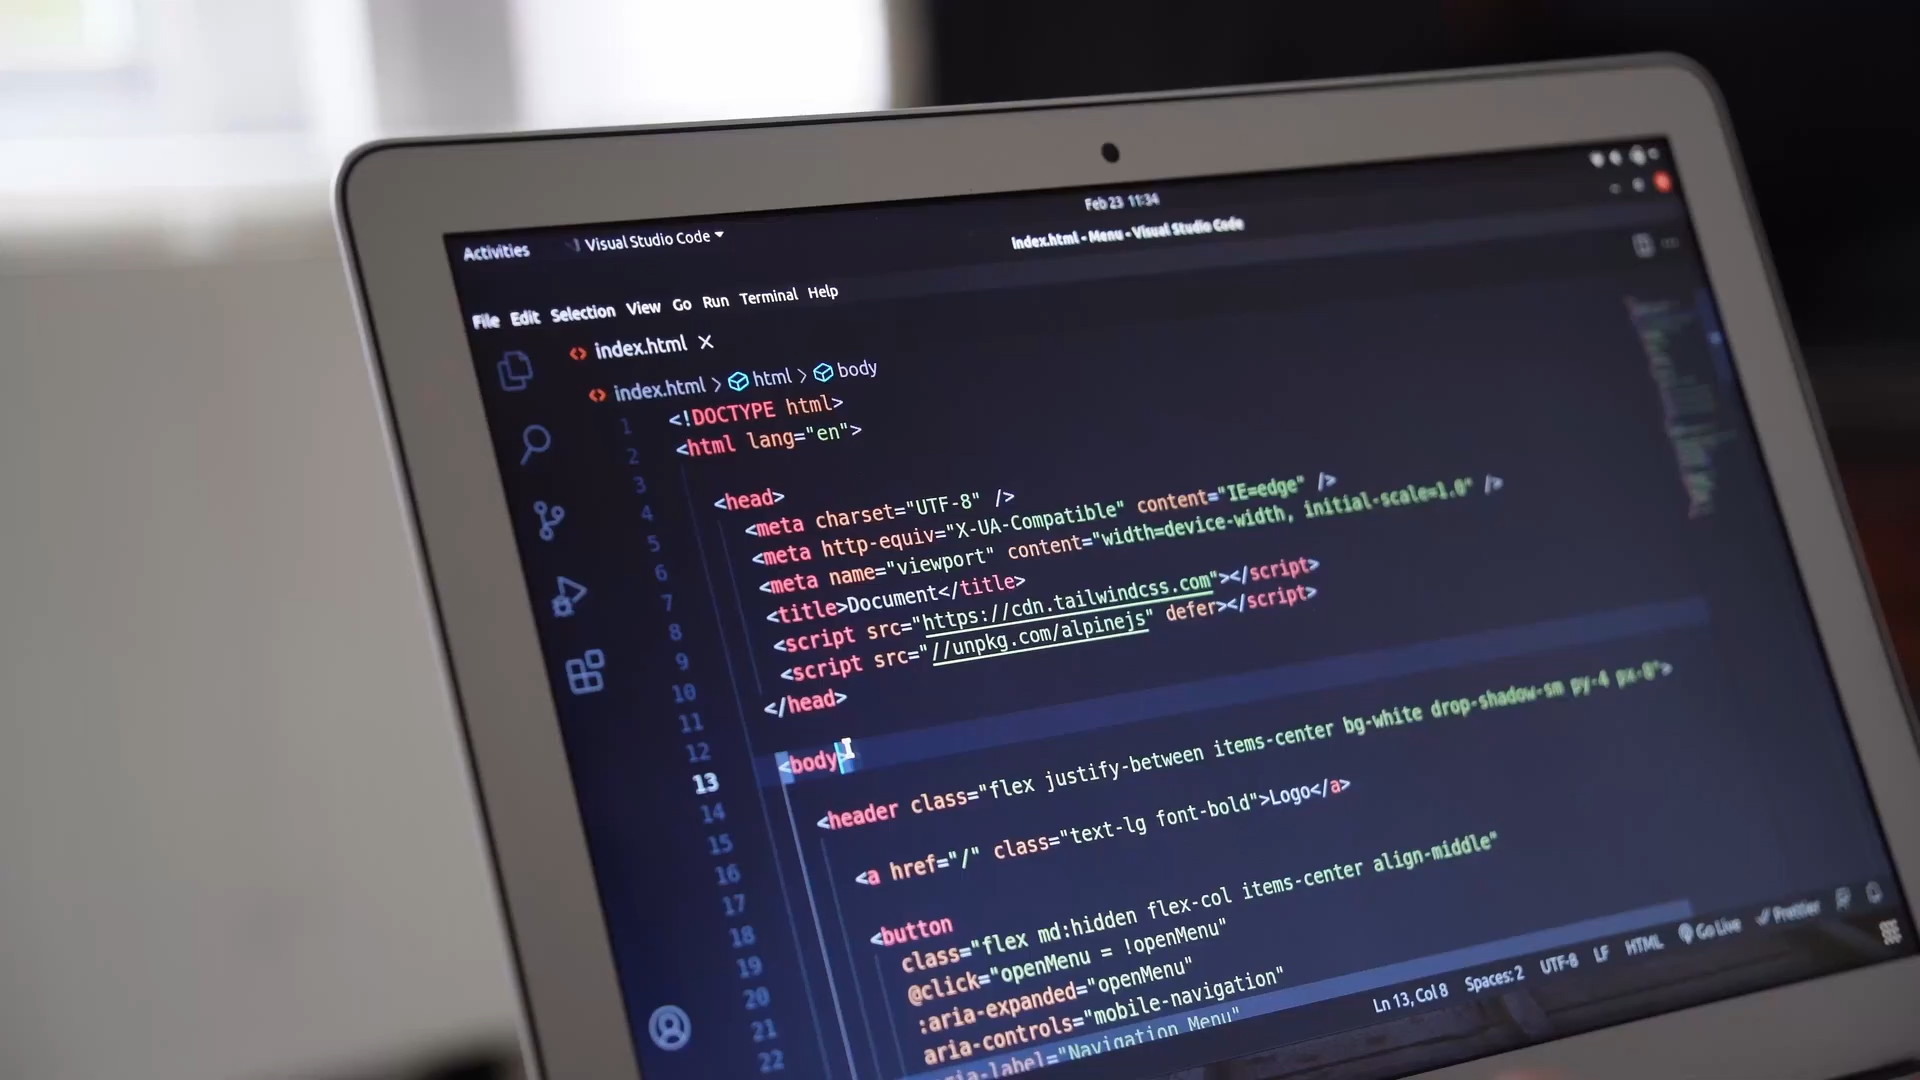 Feb 23 11:34
Activities
Visual Studio Code
index.html - Menu - Visual Studio Code
File Edit Selection View Go Run Terminal Help
index.html
index.html > html > body
1 <!DOCTYPE html>
2 <html lang="en">
3
4 <head>
5 <meta charset="UTF-8" />
6 <meta http-equiv="X-UA-Compatible" content="IE=edge" />
7 <meta name="viewport" content="width=device-width, initial-scale=1.0" />
8 <title>Document</title>
9 <script src="https://cdn.tailwindcss.com"></script>
10 <script src="//unpkg.com/alpinejs" defer></script>
11 </head>
12
13 <body>
14
15 <header class="flex justify-between items-center bg-white drop-shadow-sm py-4 px-8">
16
17 <a href="/" class="text-lg font-bold">Logo</a>
18
19 <button
20 class="flex md:hidden flex-col items-center align-middle"
21 @click="openMenu = !openMenu"
22 :aria-expanded="openMenu"
aria-controls="mobile-navigation"
aria-label="Navigation Menu"
Ln 13, Col 8 Spaces: 2 UTF-8 LF HTML Go Live Prettier